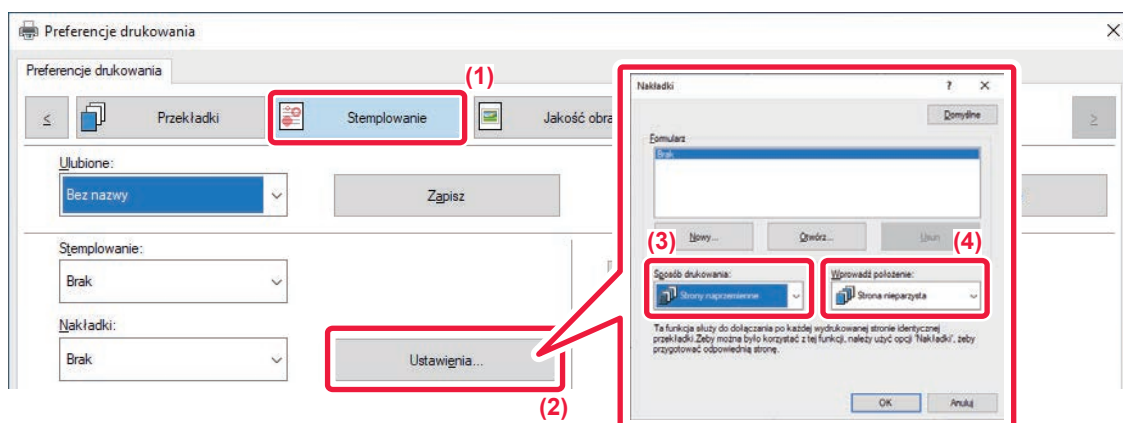 Preferencje drukowania
Preferencje drukowania
(1)
<
Przekładki
Stemplowanie
Jakość obra
>
Ulubione:
Bez nazwy
Zapisz
Stemplowanie:
Brak
Nakładki:
Brak
Ustawienia...
(2)
Nakładki
?
Domyślne
Formularz
Brak
Nowy...
Otwórz...
Usuń
(3)
(4)
Sposób drukowania:
Strony naprzemienne
Wprowadź położenie:
Strona nieparzysta
Ta funkcja służy do dołączania po każdej wydrukowanej stronie identycznej
przekładki.Żeby można było korzystać z tej funkcji, należy użyć opcji 'Nakładki', żeby
przygotować odpowiednią stronę.
OK
Anuluj